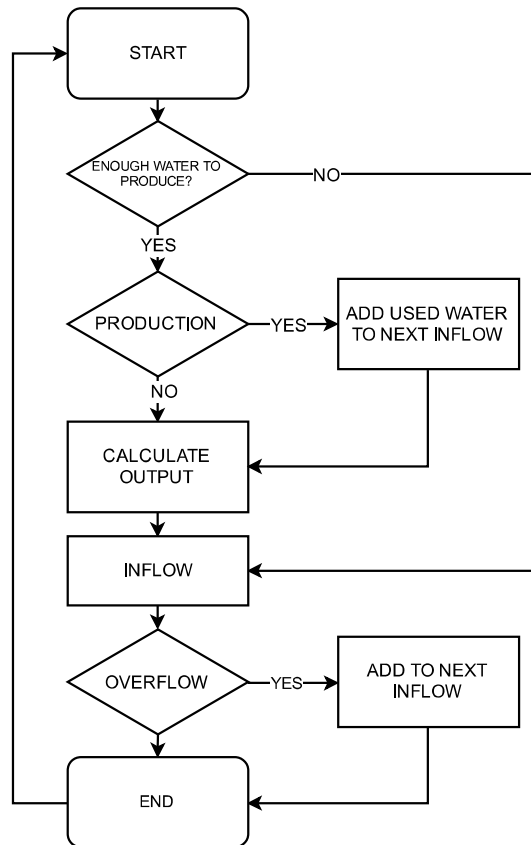 START
ENOUGH WATER TO
PRODUCE?
NO
YES
PRODUCTION
YES
ADD USED WATER
TO NEXT INFLOW
NO
CALCULATE
OUTPUT
INFLOW
OVERFLOW
YES
ADD TO NEXT
INFLOW
END